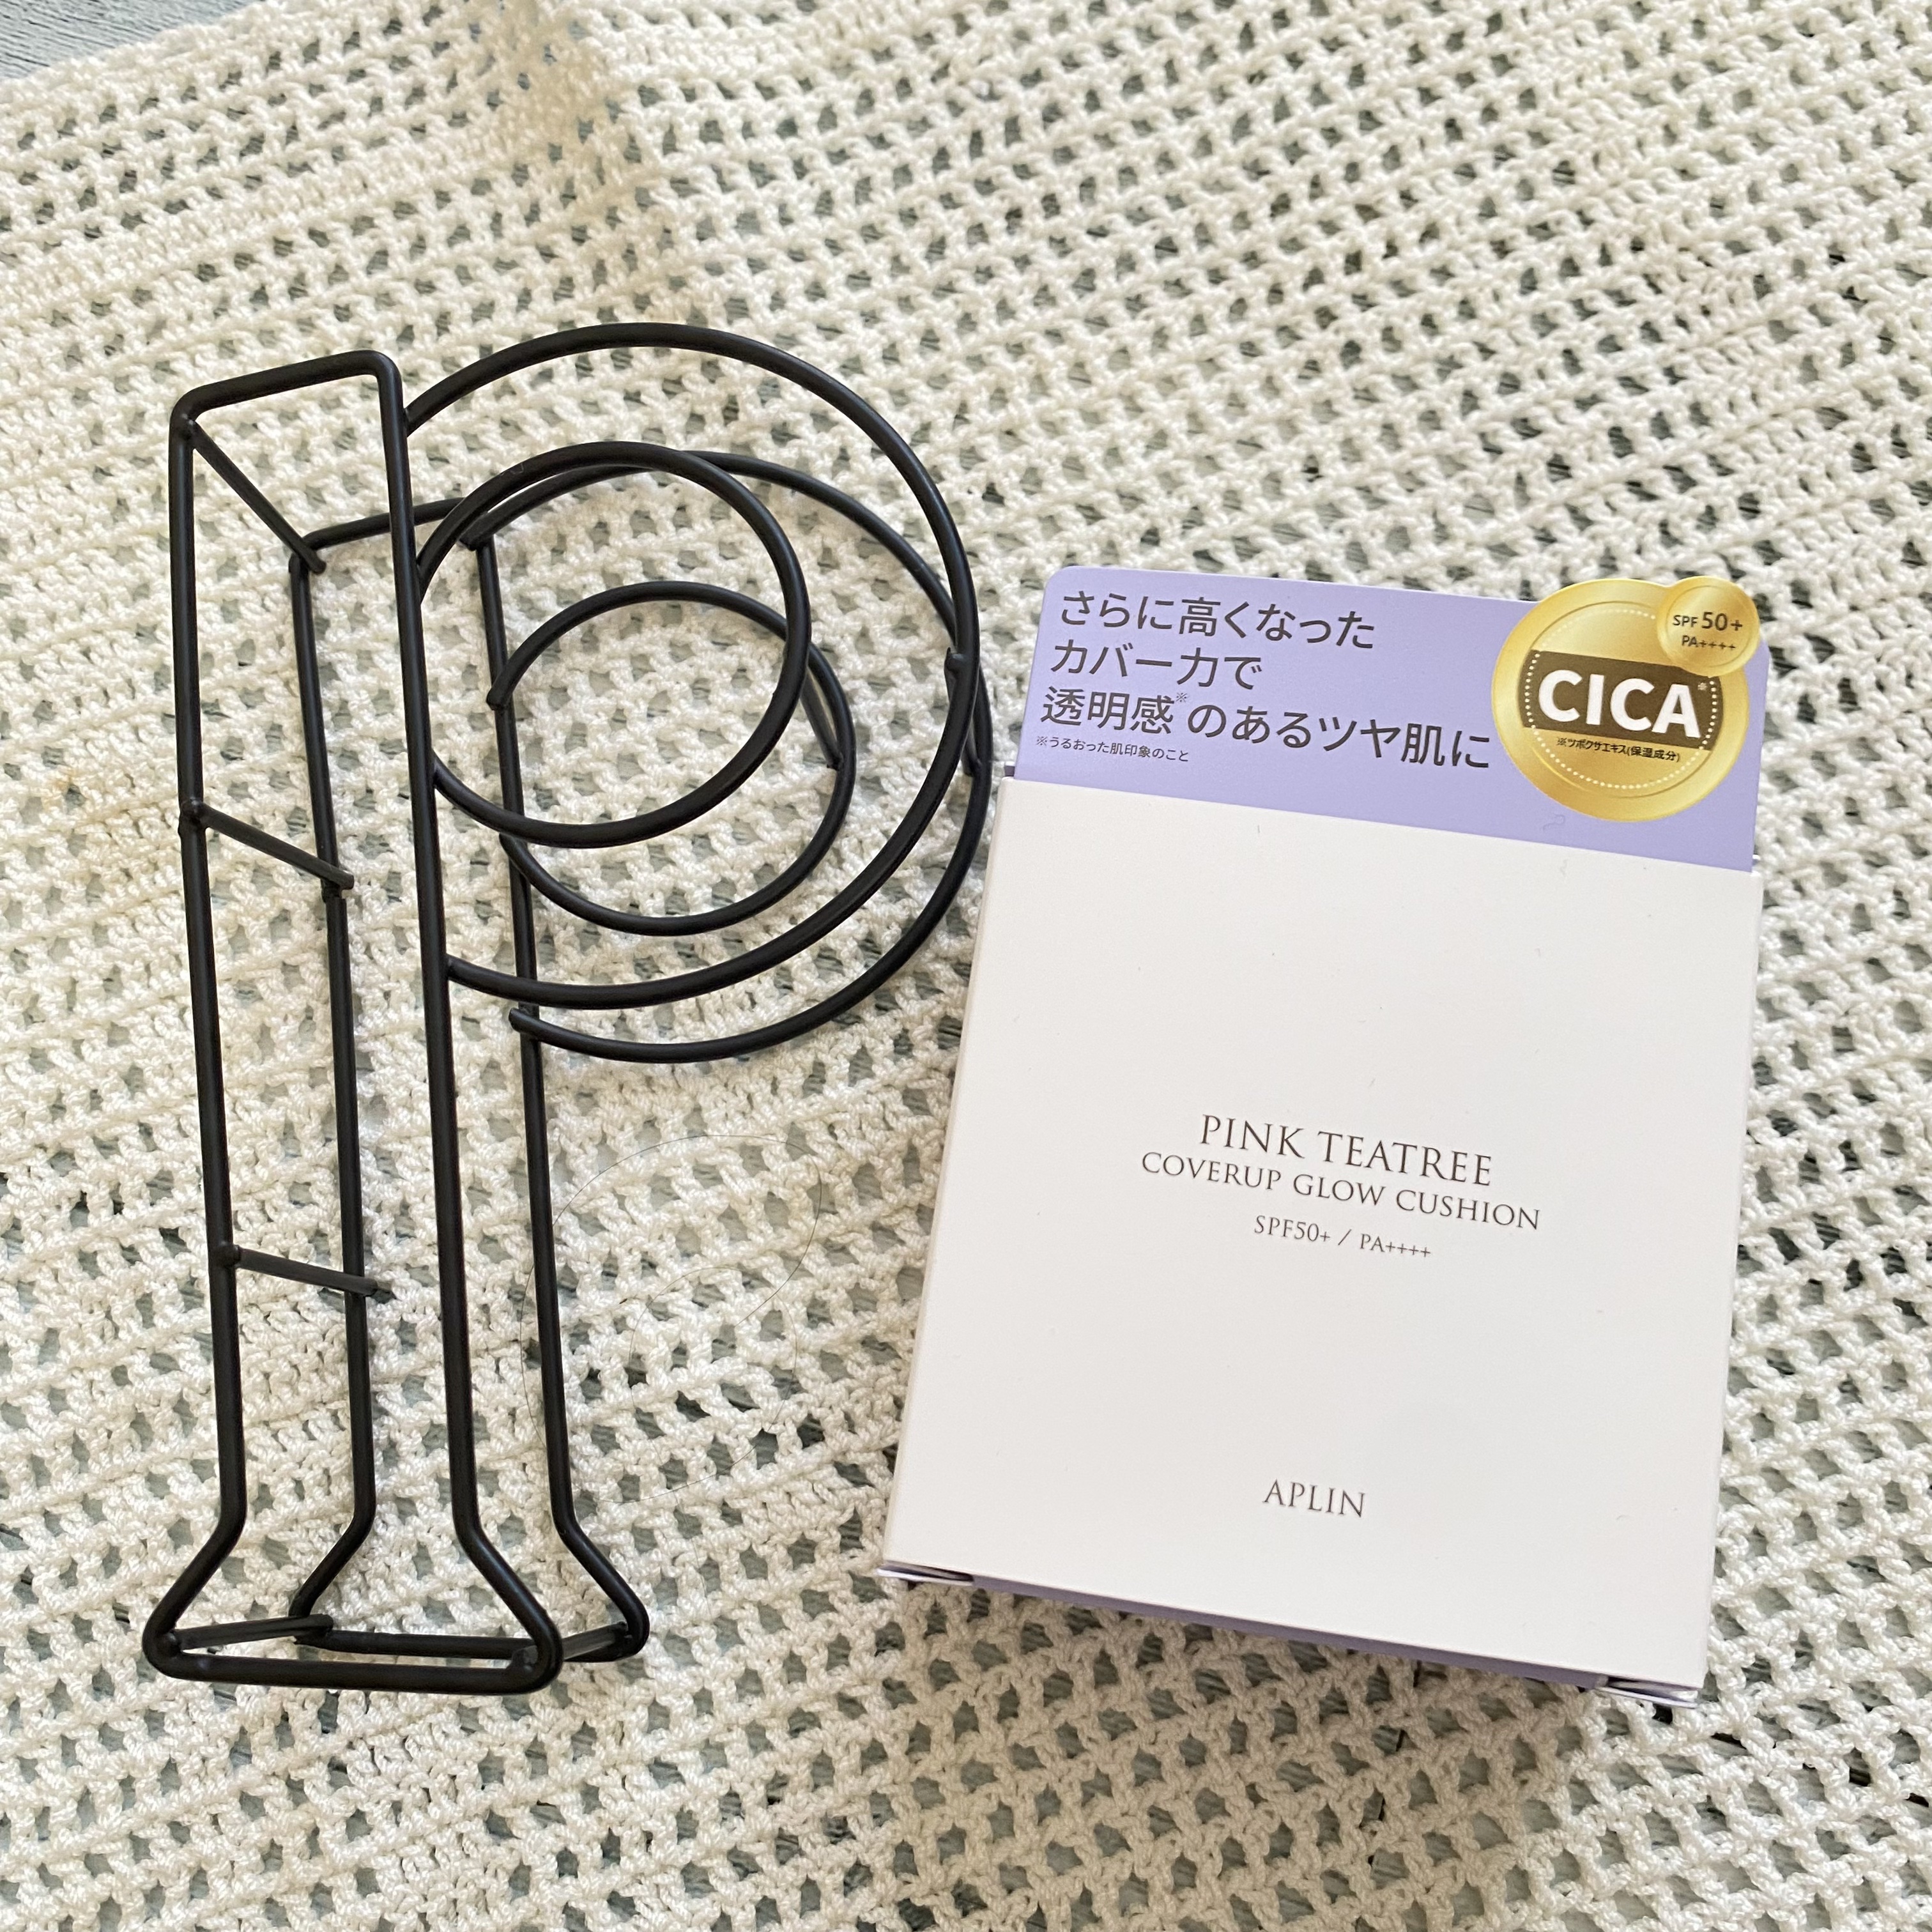 さらに高くなった
カバー力で
透明感※のあるツヤ肌に
※うるおった肌印象のこと
SPF 50+
PA++++
CICA※
※ツボクサエキス(保湿成分)
PINK TEATREE
COVERUP GLOW CUSHION
SPF50+ / PA++++
APLIN